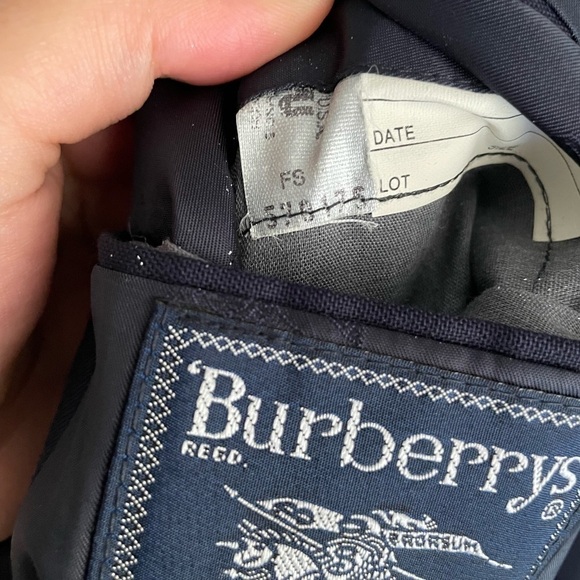 U.S.A
DATE
FS
LOT
'Burberrys
REGD.
®
PRORSUM